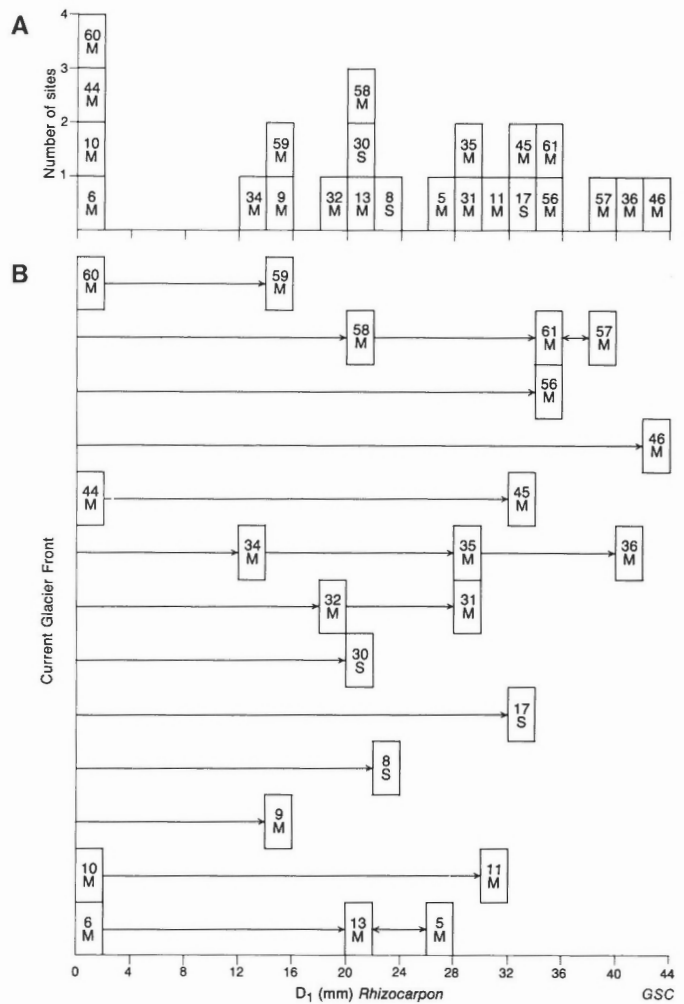 A
Number of sites
4
3
2
1
60 M
44 M
10 M
6 M
34 M
59 M
9 M
32 M
58 M
30 S
13 M
8 S
5 M
35 M
31 M
11 M
45 M
17 S
61 M
56 M
57 M
36 M
46 M
B
Current Glacier Front
60 M
59 M
58 M
61 M
57 M
56 M
46 M
44 M
45 M
34 M
35 M
36 M
32 M
31 M
30 S
17 S
8 S
9 M
10 M
11 M
6 M
13 M
5 M
0 4 8 12 16 20 24 28 32 36 40 44
D1 (mm) Rhizocarpon
GSC